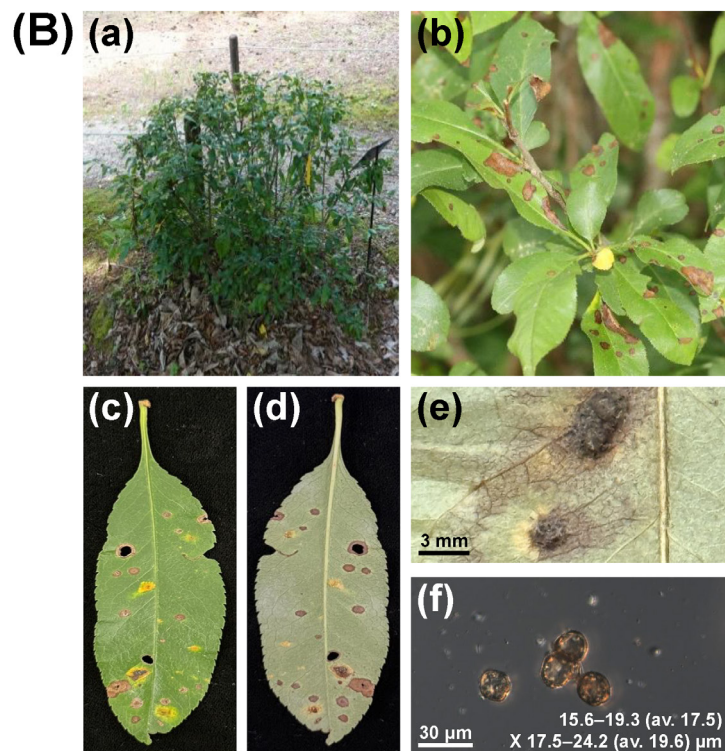 (B) (a)
(b)
(c)
(d)
(e)
3 mm
(f)
15.6–19.3 (av. 17.5)
X 17.5–24.2 (av. 19.6) μm
30 μm